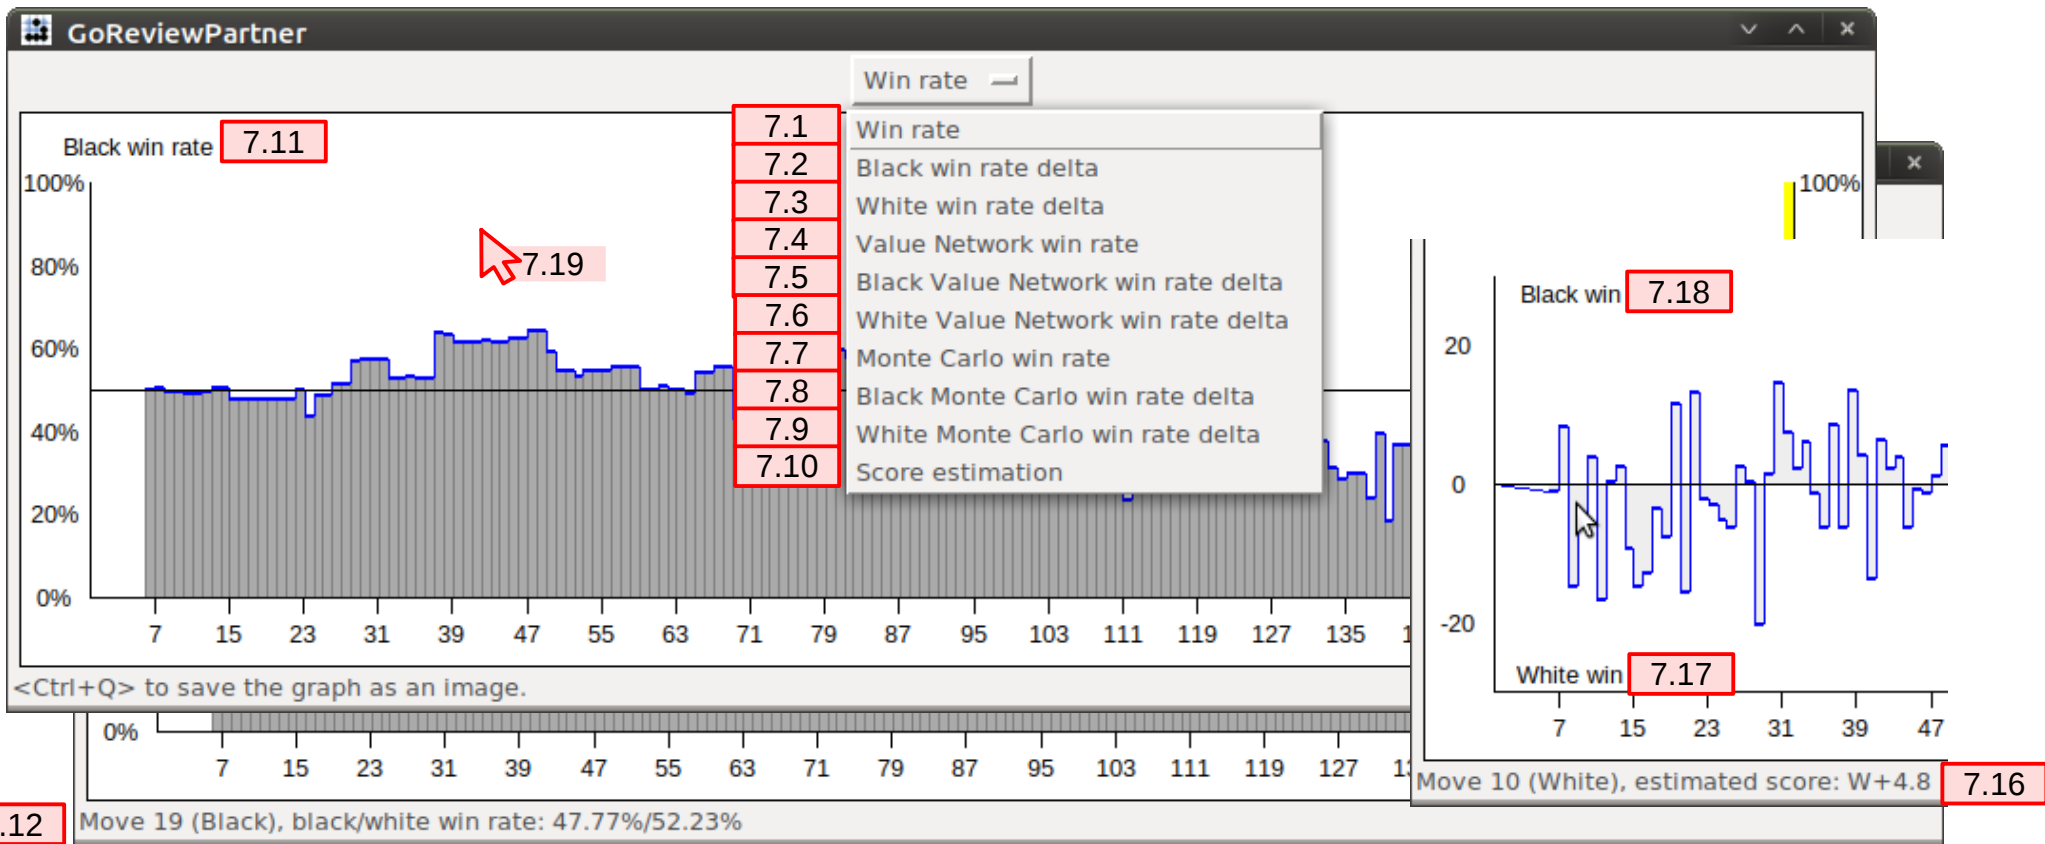 GoReviewPartner
Win rate
Black win rate 7.11
7.1 Win rate
7.2 Black win rate delta
7.3 White win rate delta
7.4 Value Network win rate
7.5 Black Value Network win rate delta
7.6 White Value Network win rate delta
7.7 Monte Carlo win rate
7.8 Black Monte Carlo win rate delta
7.9 White Monte Carlo win rate delta
7.10 Score estimation
100%
80%
60%
40%
20%
0%
7.19
100%
7 15 23 31 39 47 55 63 71 79 87 95 103 111 119 127 135 1
<Ctrl+Q> to save the graph as an image.
Black win 7.18
20
0
-20
White win 7.17
7 15 23 31 39 47
Move 10 (White), estimated score: W+4.8 7.16
0%
7 15 23 31 39 47 55 63 71 79 87 95 103 111 119 127 13
.12 Move 19 (Black), black/white win rate: 47.77%/52.23%